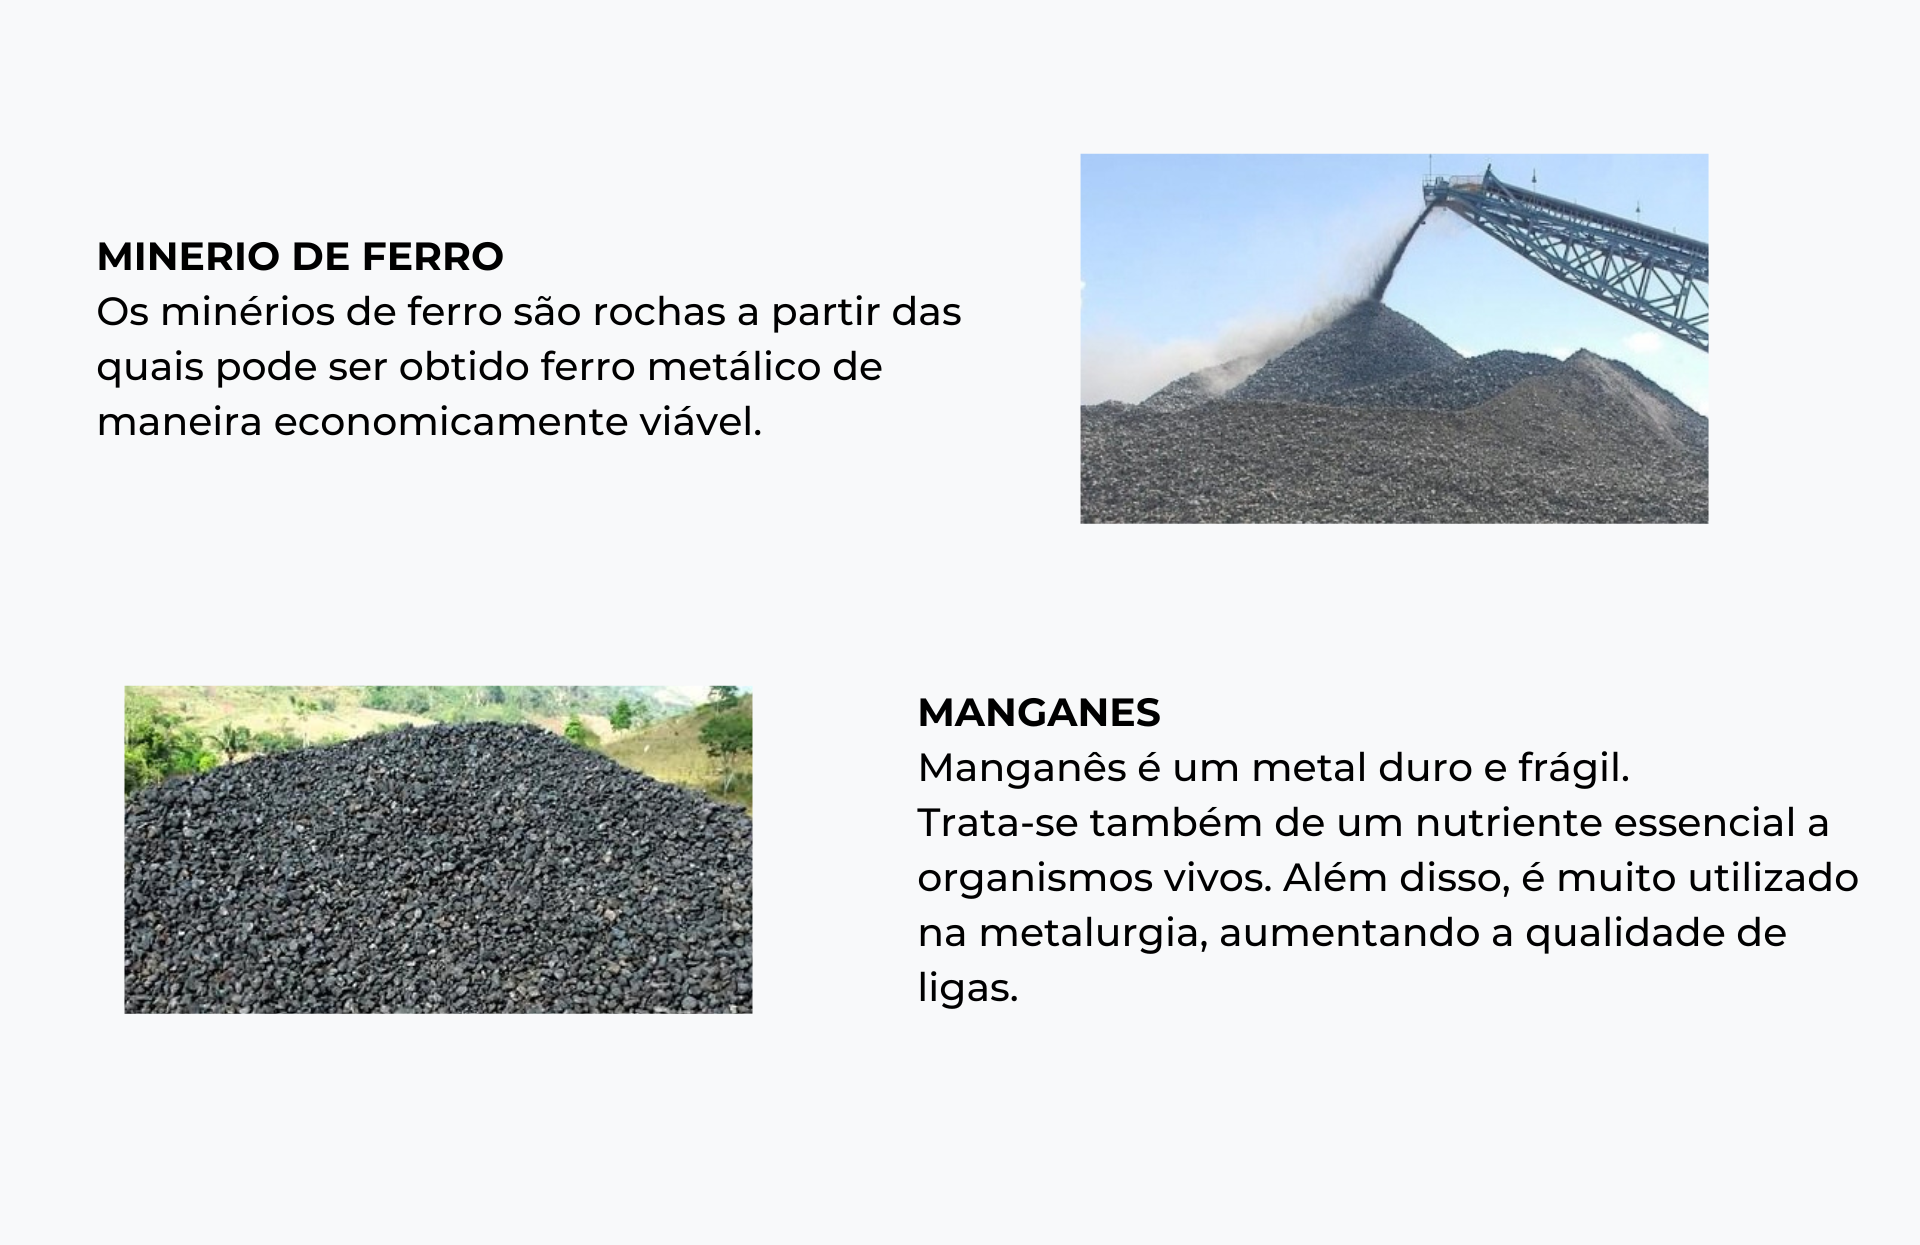 MINERIO DE FERRO
Os minérios de ferro são rochas a partir das
quais pode ser obtido ferro metálico de
maneira economicamente viável.
MANGANES
Manganês é um metal duro e frágil.
Trata-se também de um nutriente essencial a
organismos vivos. Além disso, é muito utilizado
na metalurgia, aumentando a qualidade de
ligas.